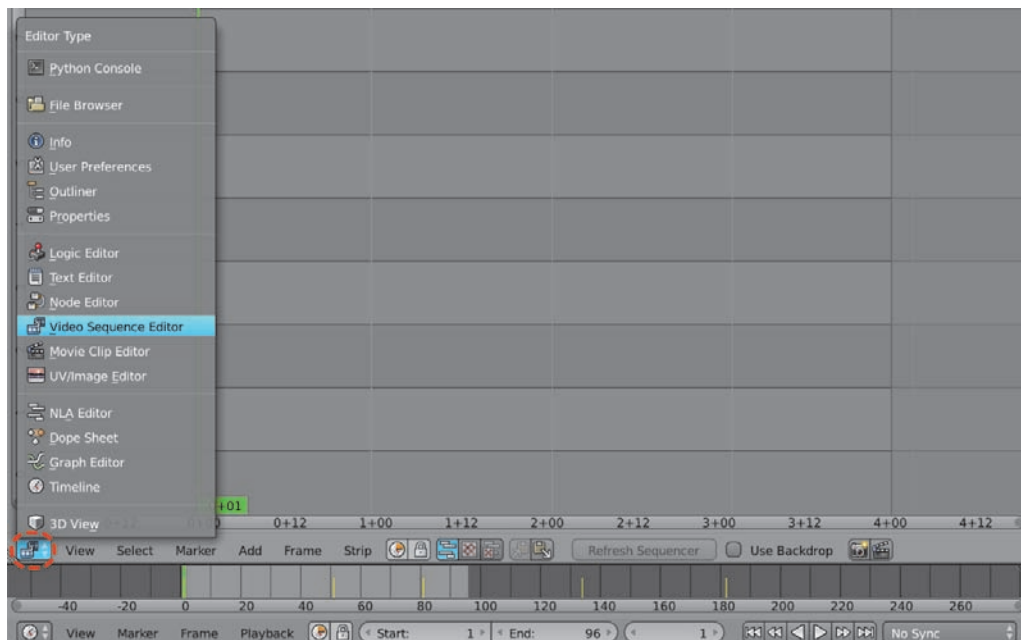 Editor Type
Python Console
File Browser
Info
User Preferences
Outliner
Properties
Logic Editor
Text Editor
Node Editor
Video Sequence Editor
Movie Clip Editor
UV/Image Editor
NLA Editor
Dope Sheet
Graph Editor
Timeline
3D View
+01
0+12 1+00 1+12 2+00 2+12 3+00 3+12 4+00 4+12
View Select Marker Add Frame Strip Refresh Sequencer Use Backdrop
-40 -20 0 20 40 60 80 100 120 140 160 180 200 220 240 260
View Marker Frame Playback Start: 1 End: 96 1 No Sync